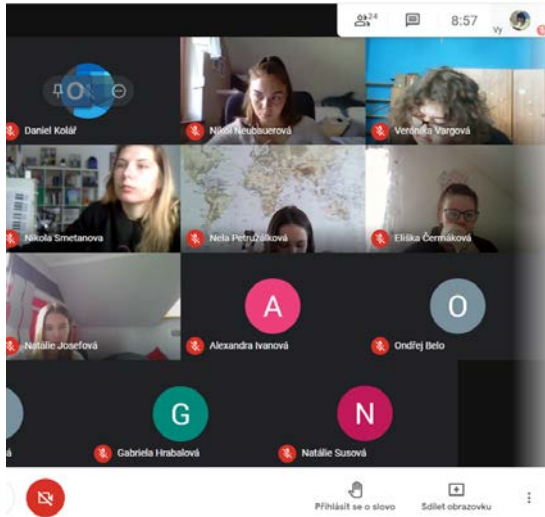 24
8:57
Vy
Daniel Kolář
Nikol Neubauerová
Veronika Vargová
Nikola Smetanova
Nela Petružálková
Eliška Čermáková
Natálie Josefová
A
Alexandra Ivanová
O
Ondřej Belo
á
G
Gabriela Hrabalová
N
Natálie Susová
Přihlásit se o slovo
Sdílet obrazovku